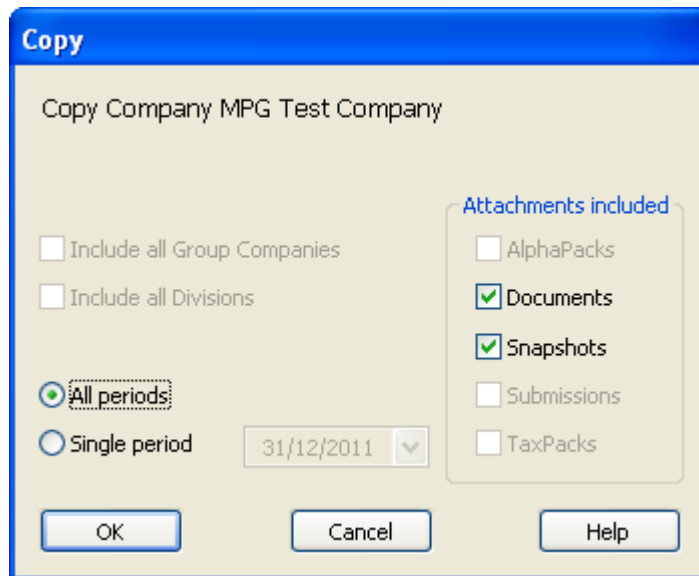 Copy
Copy Company MPG Test Company
Attachments included
Include all Group Companies
AlphaPacks
Include all Divisions
Documents
Snapshots
All periods
Submissions
Single period
31/12/2011
TaxPacks
OK
Cancel
Help